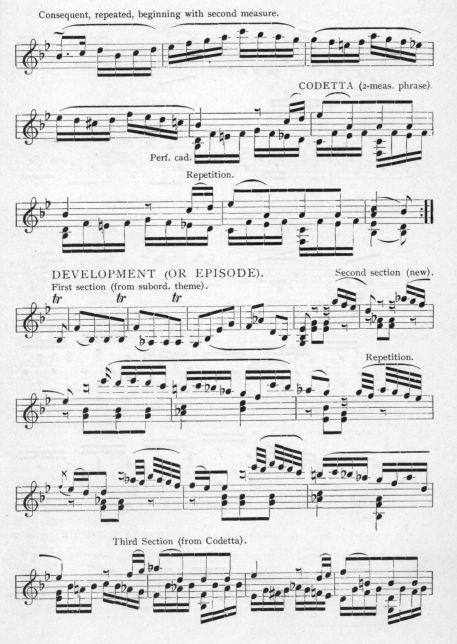 Consequent, repeated, beginning with second measure.
CODETTA (2-meas. phrase)
Perf. cad.
Repetition.
DEVELOPMENT (OR EPISODE).
First section (from subord. theme). Second section (new).
tr tr tr
Repetition.
Third Section (from Codetta).